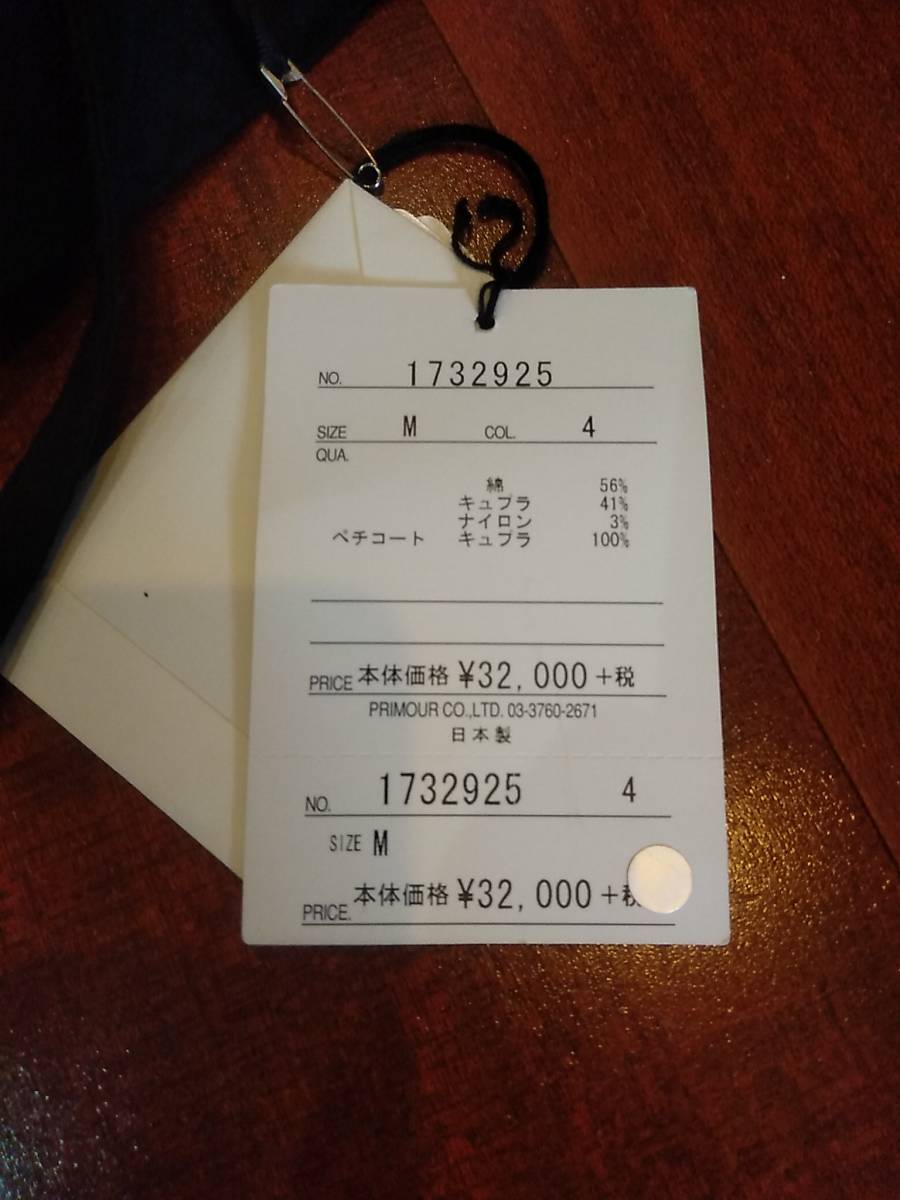 NO. 1732925
SIZE M COL. 4
QUA.
綿 56%
キュプラ 41%
ナイロン 3%
ペチコート キュプラ 100%
PRICE 本体価格 ¥32,000+税
PRIMOUR CO.,LTD. 03-3760-2671
日本製
NO. 1732925 4
SIZE M
PRICE. 本体価格 ¥32,000+